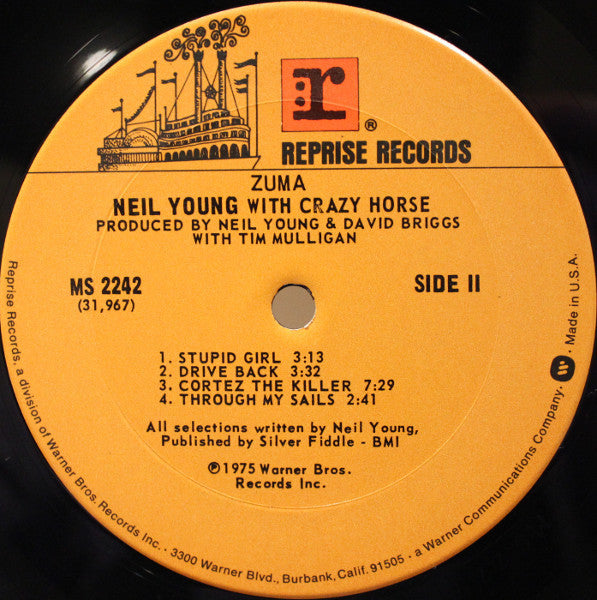 r
®
REPRISE RECORDS
ZUMA
NEIL YOUNG WITH CRAZY HORSE
PRODUCED BY NEIL YOUNG & DAVID BRIGGS
WITH TIM MULLIGAN
MS 2242
(31,967)
SIDE II
1. STUPID GIRL 3:13
2. DRIVE BACK 3:32
3. CORTEZ THE KILLER 7:29
4. THROUGH MY SAILS 2:41
All selections written by Neil Young,
Published by Silver Fiddle - BMI
℗1975 Warner Bros.
Records Inc.
Reprise Records, a division of Warner Bros. Records Inc. · 3300 Warner Blvd., Burbank, Calif. 91505 · a Warner Communications Company. · Made in U.S.A.